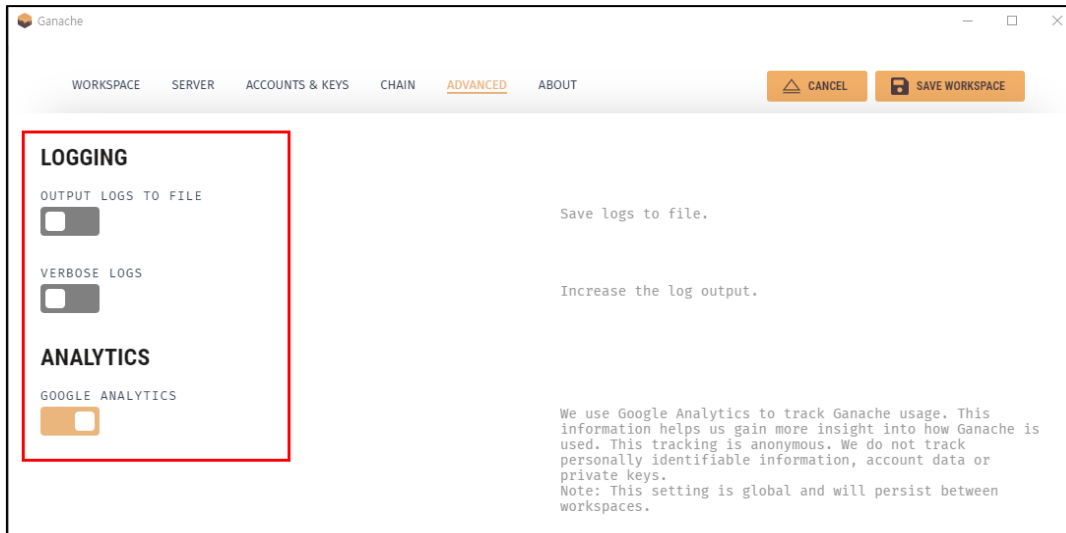 Ganache
WORKSPACE SERVER ACCOUNTS & KEYS CHAIN ADVANCED ABOUT CANCEL SAVE WORKSPACE
LOGGING
OUTPUT LOGS TO FILE
Save logs to file.
VERBOSE LOGS
Increase the log output.
ANALYTICS
GOOGLE ANALYTICS
We use Google Analytics to track Ganache usage. This
information helps us gain more insight into how Ganache is
used. This tracking is anonymous. We do not track
personally identifiable information, account data or
private keys.
Note: This setting is global and will persist between
workspaces.